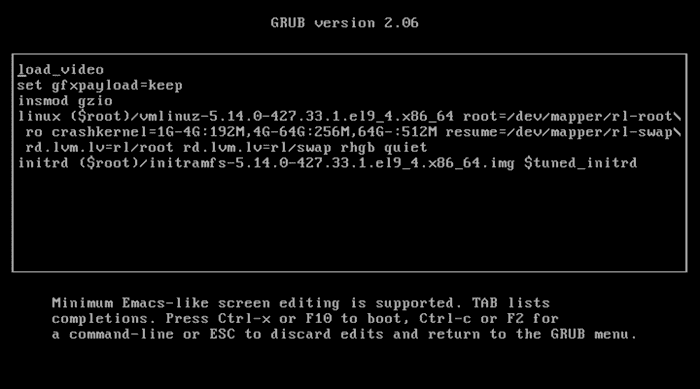 GRUB version 2.06
load_video
set gfxpayload=keep
insmod gzio
linux ($root)/vmlinuz-5.14.0-427.33.1.el9_4.x86_64 root=/dev/mapper/rl-root\
ro crashkernel=1G-4G:192M,4G-64G:256M,64G-:512M resume=/dev/mapper/rl-swap\
rd.lvm.lv=rl/root rd.lvm.lv=rl/swap rhgb quiet
initrd ($root)/initramfs-5.14.0-427.33.1.el9_4.x86_64.img $tuned_initrd
Minimum Emacs-like screen editing is supported. TAB lists
completions. Press Ctrl-x or F10 to boot, Ctrl-c or F2 for
a command-line or ESC to discard edits and return to the GRUB menu.